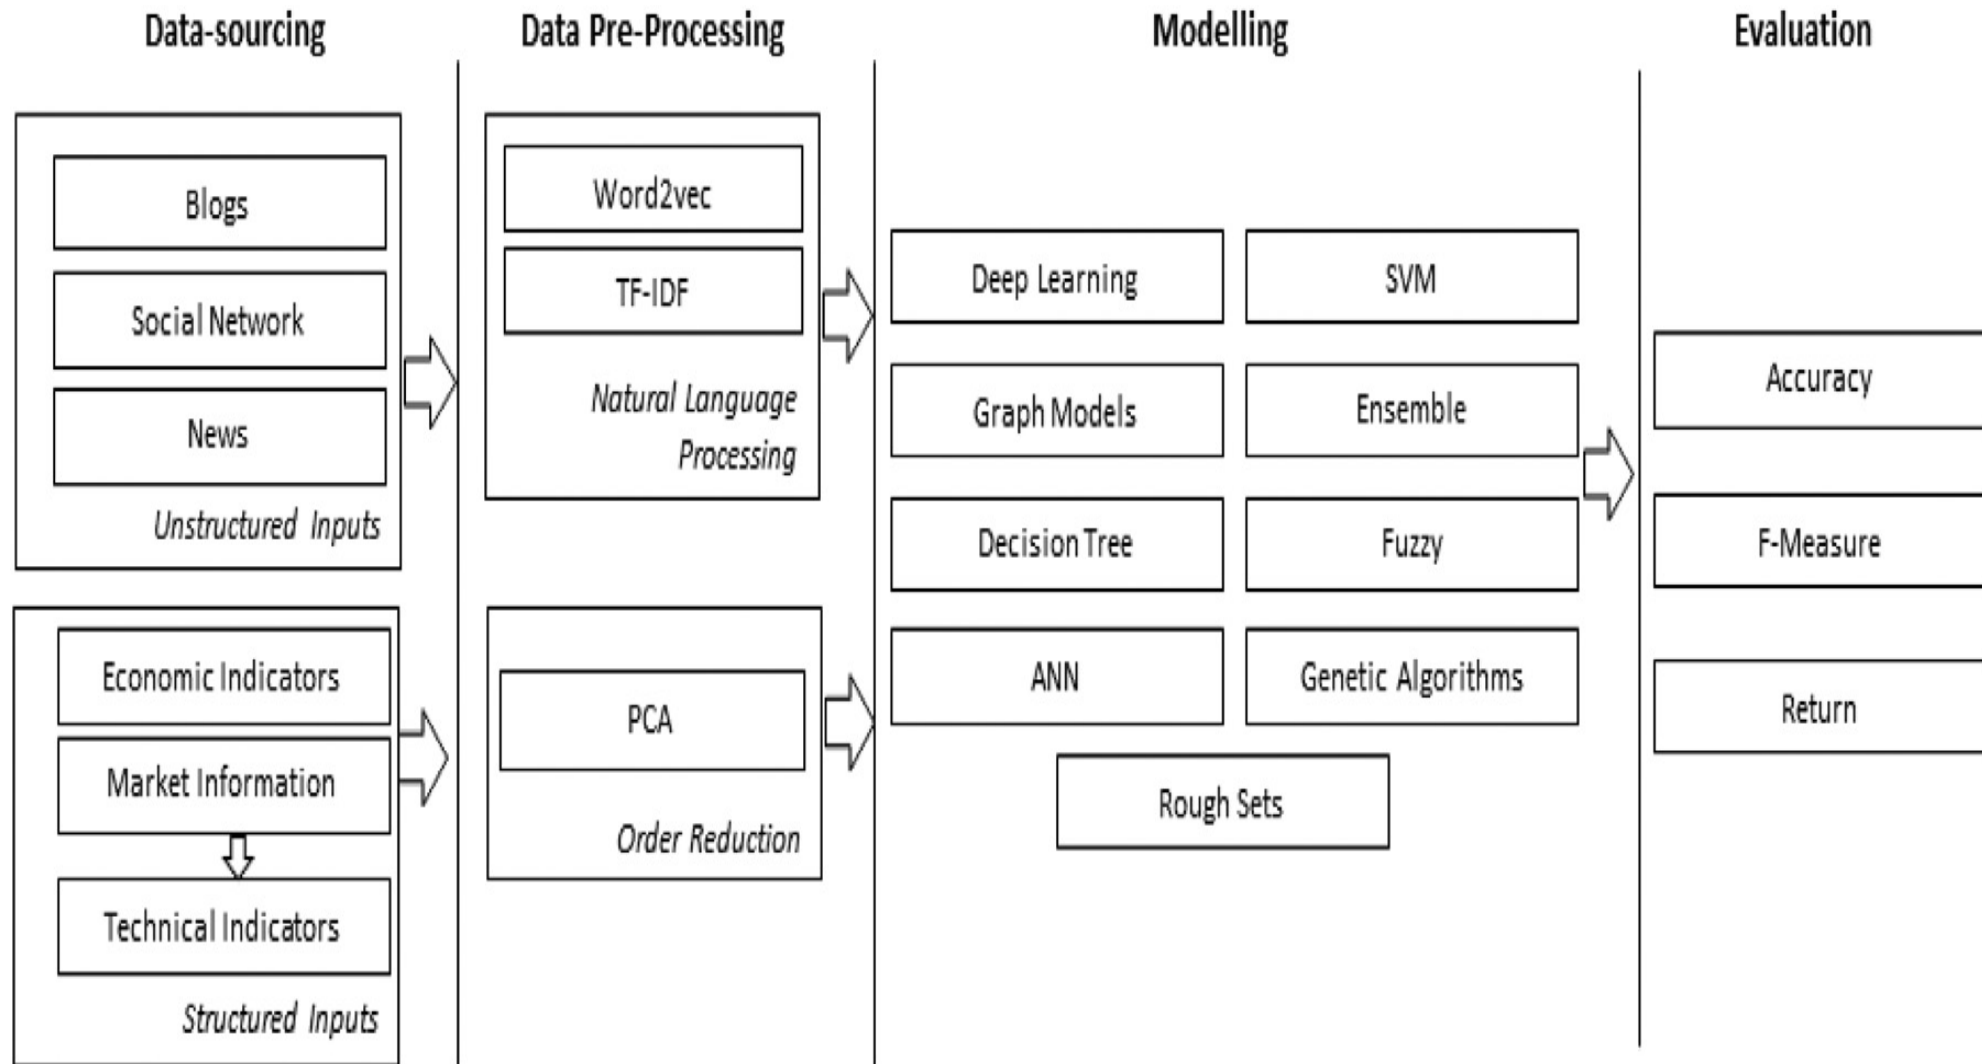 Data-sourcing
Data Pre-Processing
Modelling
Evaluation
Blogs
Social Network
News
Unstructured Inputs
Economic Indicators
Market Information
Technical Indicators
Structured Inputs
Word2vec
TF-IDF
Natural Language
Processing
PCA
Order Reduction
Deep Learning
SVM
Graph Models
Ensemble
Decision Tree
Fuzzy
ANN
Genetic Algorithms
Rough Sets
Accuracy
F-Measure
Return